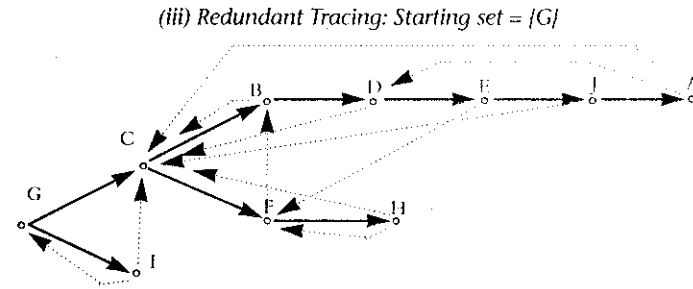 (iii) Redundant Tracing: Starting set = {G}
B D E J A
C
G
F H
I